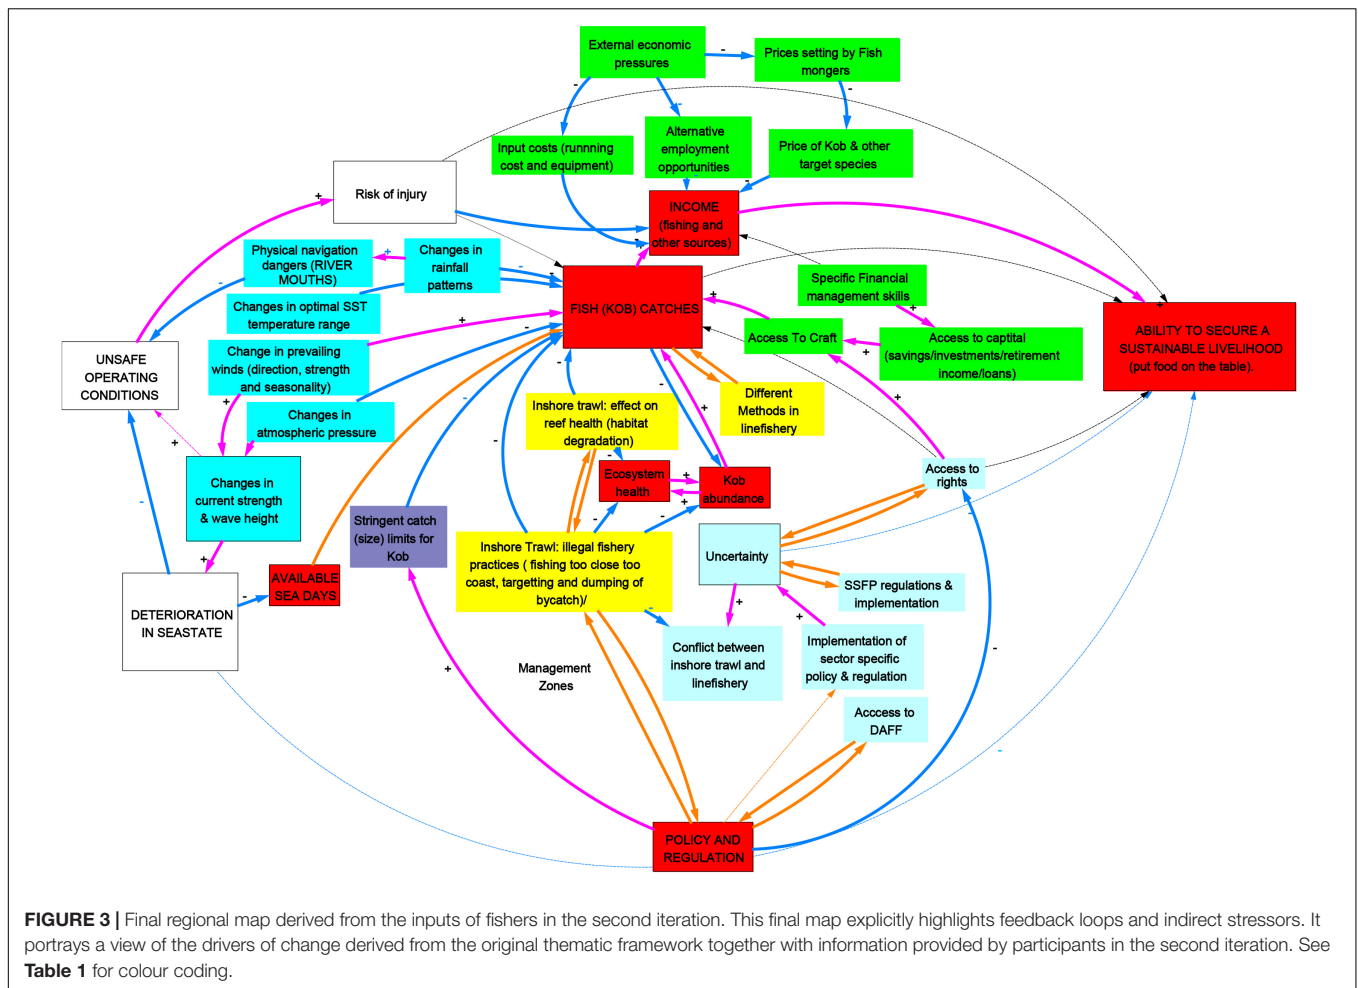 External economic
pressures
-
Prices setting by Fish
mongers
-
-
-
Input costs (runnning
cost and equipment)
Alternative
employment
opportunities
Price of Kob & other
target species
-
-
Risk of injury
+
INCOME
(fishing and
other sources)
-
+
Physical navigation
dangers (RIVER
MOUTHS)
+
Changes in
rainfall
patterns
-
-
-
Changes in optimal SST
temperature range
-
FISH (KOB) CATCHES
+
Specific Financial
management skills
+
+
ABILITY TO SECURE A
SUSTAINABLE LIVELIHOOD
(put food on the table).
UNSAFE
OPERATING
CONDITIONS
Change in prevailing
winds (direction, strength
and seasonality)
+
Access To Craft
+
Access to captital
(savings/investments/retirement
income/loans)
+
Changes in
atmospheric pressure
-
-
-
-
+
Different
Methods in
linefishery
+
Inshore trawl: effect on
reef health (habitat
degradation)
-
-
+
Changes in
current strength
& wave height
Ecosystem
health
+
+
Kob
abundance
Access to
rights
-
-
Stringent catch
(size) limits for
Kob
-
-
Inshore Trawl: illegal fishery
practices ( fishing too close too
coast, targetting and dumping of
bycatch)/
Uncertainty
+
AVAILABLE
SEA DAYS
-
SSFP regulations &
implementation
DETERIORATION
IN SEASTATE
-
+
+
Conflict between
inshore trawl and
linefishery
Implementation of
sector specific
policy & regulation
-
Management
Zones
+
Acccess to
DAFF
-
POLICY AND
REGULATION
FIGURE 3 | Final regional map derived from the inputs of fishers in the second iteration. This final map explicitly highlights feedback loops and indirect stressors. It
portrays a view of the drivers of change derived from the original thematic framework together with information provided by participants in the second iteration. See
Table 1 for colour coding.